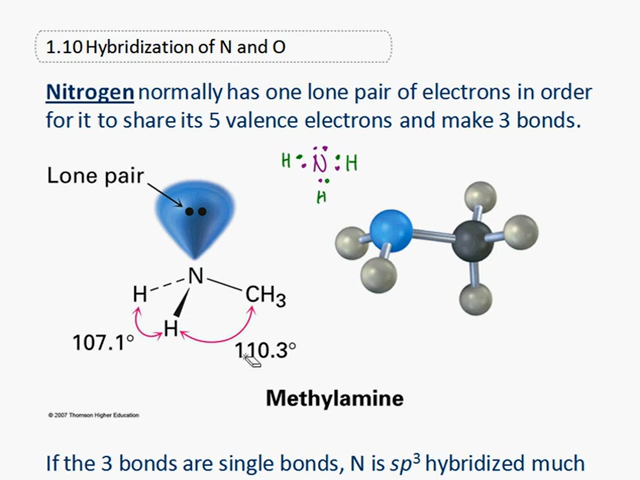 1.10 Hybridization of N and O
Nitrogen normally has one lone pair of electrons in order
for it to share its 5 valence electrons and make 3 bonds.
H : N : H
H
Lone pair
N
H
CH₃
H
107.1°
110.3°
Methylamine
© 2007 Thomson Higher Education
If the 3 bonds are single bonds, N is sp³ hybridized much